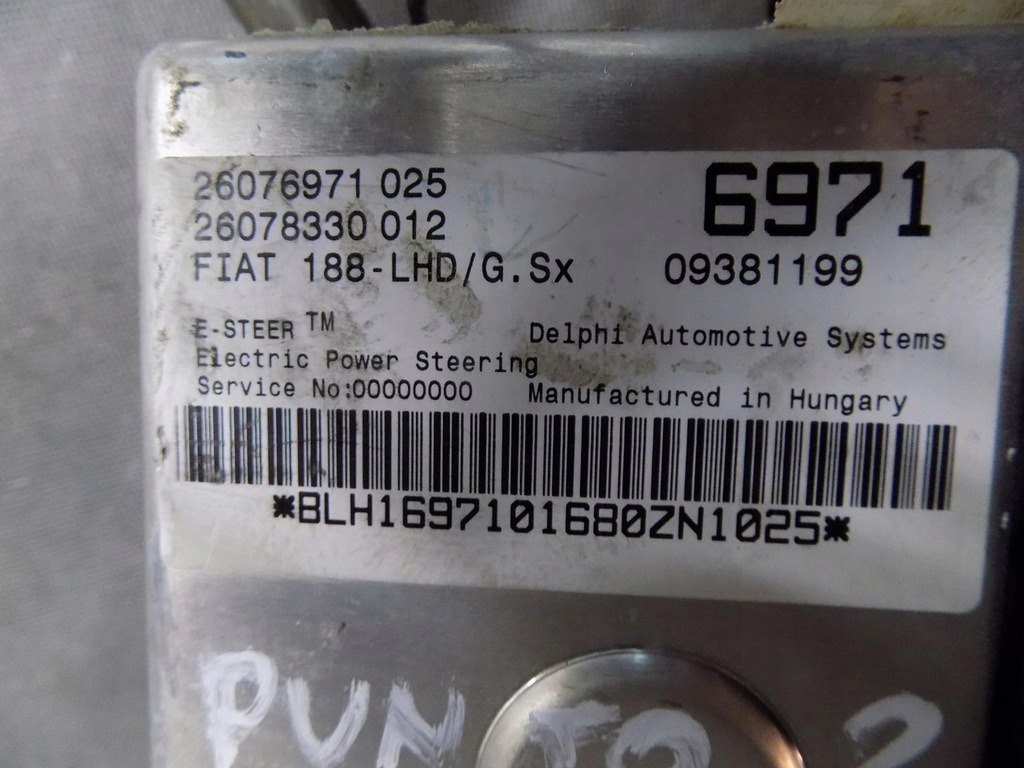 26076971 025 6971
26078330 012
FIAT 188-LHD/G.Sx 09381199
E-STEER TM Delphi Automotive Systems
Electric Power Steering
Service No:00000000 Manufactured in Hungary
*BLH1697101680ZN1025*
PUNTO 2